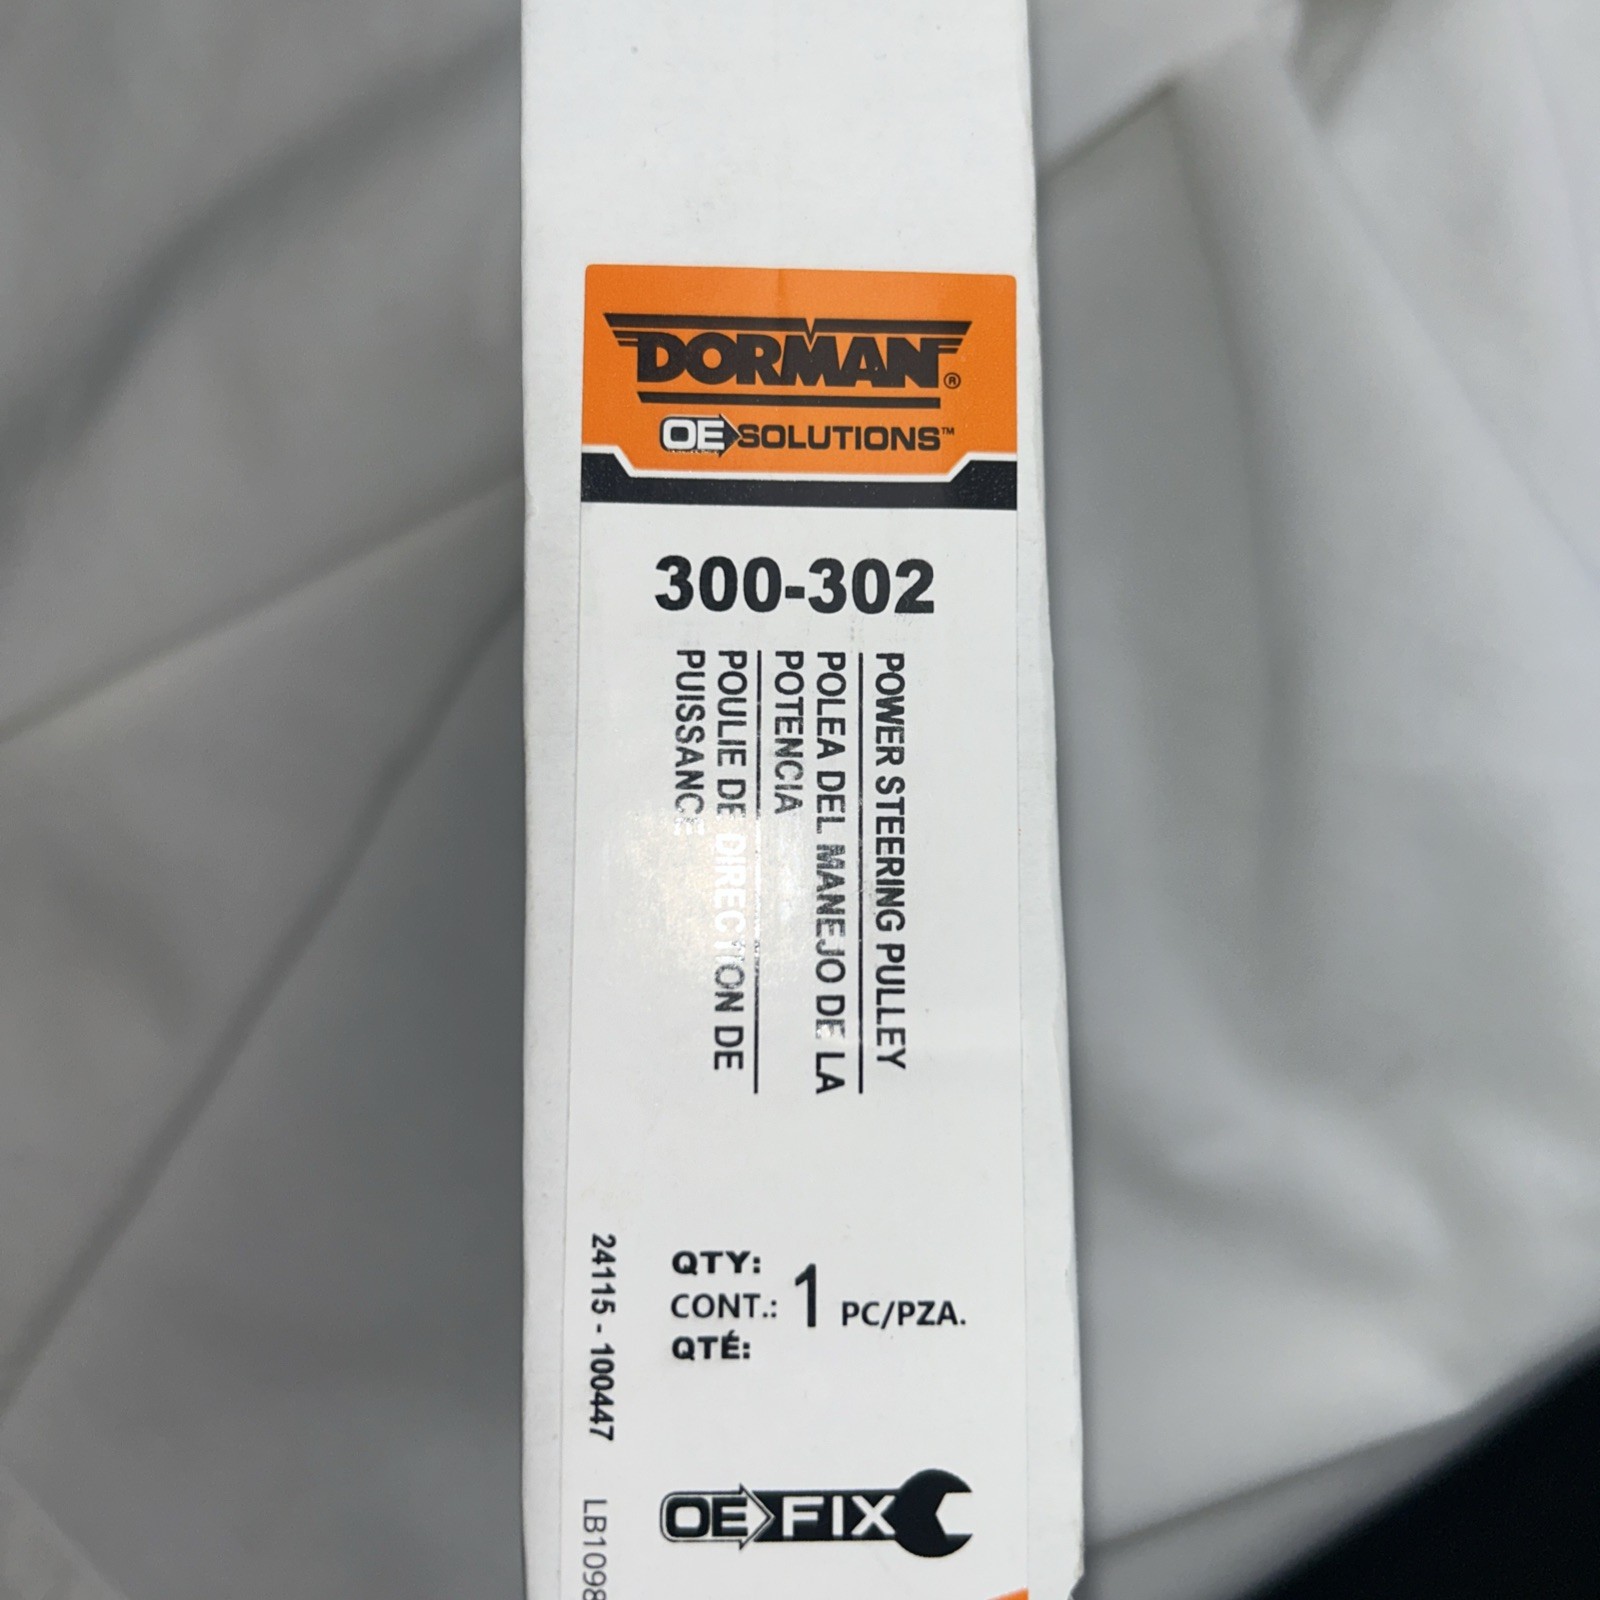 DORMAN®
OE SOLUTIONS™
300-302
POWER STEERING PULLEY
POLEA DEL MANEJO DE LA
POTENCIA
POULIE DE DIRECTION DE
PUISSANCE
QTY:
CONT.: 1 PC/PZA.
QTÉ:
24115 - 100447
LB1098
OE FIX